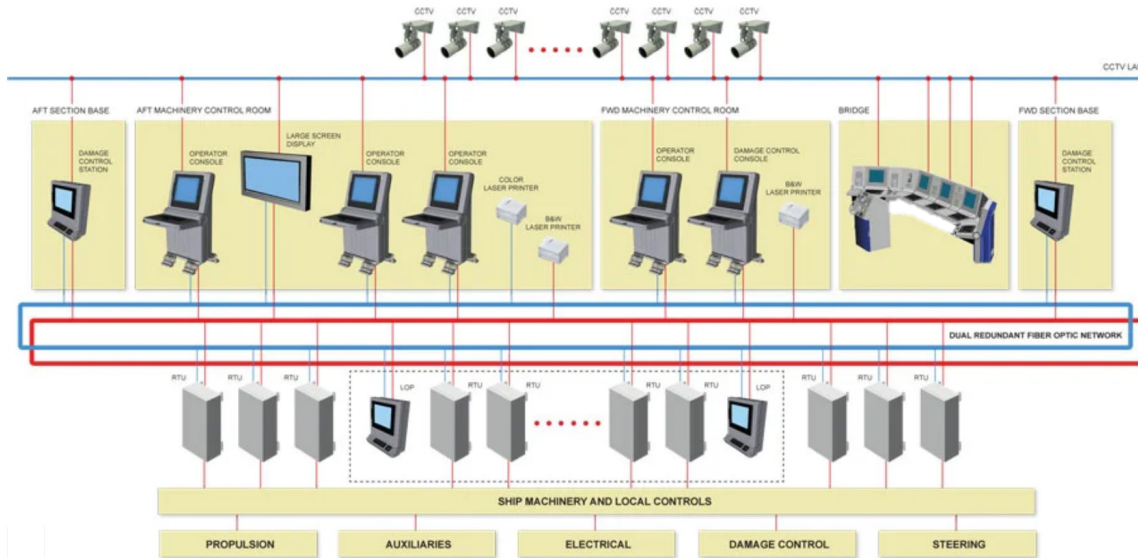 CCTV
CCTV
CCTV
CCTV
CCTV
CCTV
CCTV
AFT SECTION BASE
AFT MACHINERY CONTROL ROOM
FWD MACHINERY CONTROL ROOM
BRIDGE
FWD SECTION BASE
DAMAGE
CONTROL
STATION
OPERATOR
CONSOLE
LARGE SCREEN
DISPLAY
OPERATOR
CONSOLE
OPERATOR
CONSOLE
COLOR
LASER PRINTER
B&W
LASER PRINTER
OPERATOR
CONSOLE
DAMAGE CONTROL
CONSOLE
B&W
LASER PRINTER
DAMAGE
CONTROL
STATION
DUAL REDUNDANT FIBER OPTIC NETWORK
RTU
RTU
RTU
LOP
RTU
RTU
RTU
RTU
LOP
RTU
RTU
RTU
SHIP MACHINERY AND LOCAL CONTROLS
PROPULSION
AUXILIARIES
ELECTRICAL
DAMAGE CONTROL
STEERING